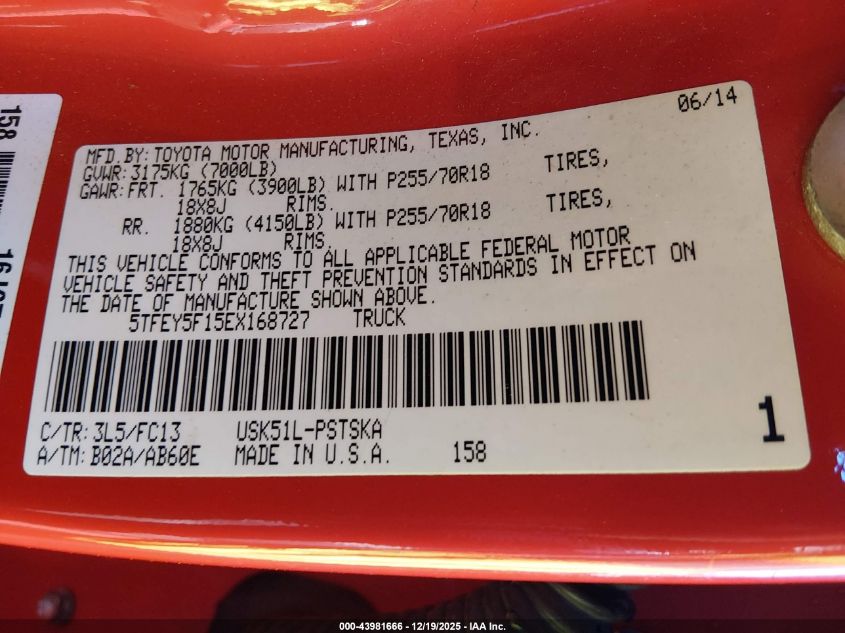 06/14
MFD.BY:TOYOTA MOTOR MANUFACTURING, TEXAS, INC.
GVWR:3175KG (7000LB)
GAWR:FRT. 1765KG (3900LB) WITH P255/70R18 TIRES,
18X8J RIMS.
RR. 1880KG (4150LB) WITH P255/70R18 TIRES,
18X8J RIMS.
THIS VEHICLE CONFORMS TO ALL APPLICABLE FEDERAL MOTOR
VEHICLE SAFETY AND THEFT PREVENTION STANDARDS IN EFFECT ON
THE DATE OF MANUFACTURE SHOWN ABOVE.
5TFEY5F15EX168727 TRUCK
C/TR:3L5/FC13 USK51L-PSTSKA
A/TM:B02A/AB60E MADE IN U.S.A. 158
1
158
000-43981666 - 12/19/2025 - IAA Inc.